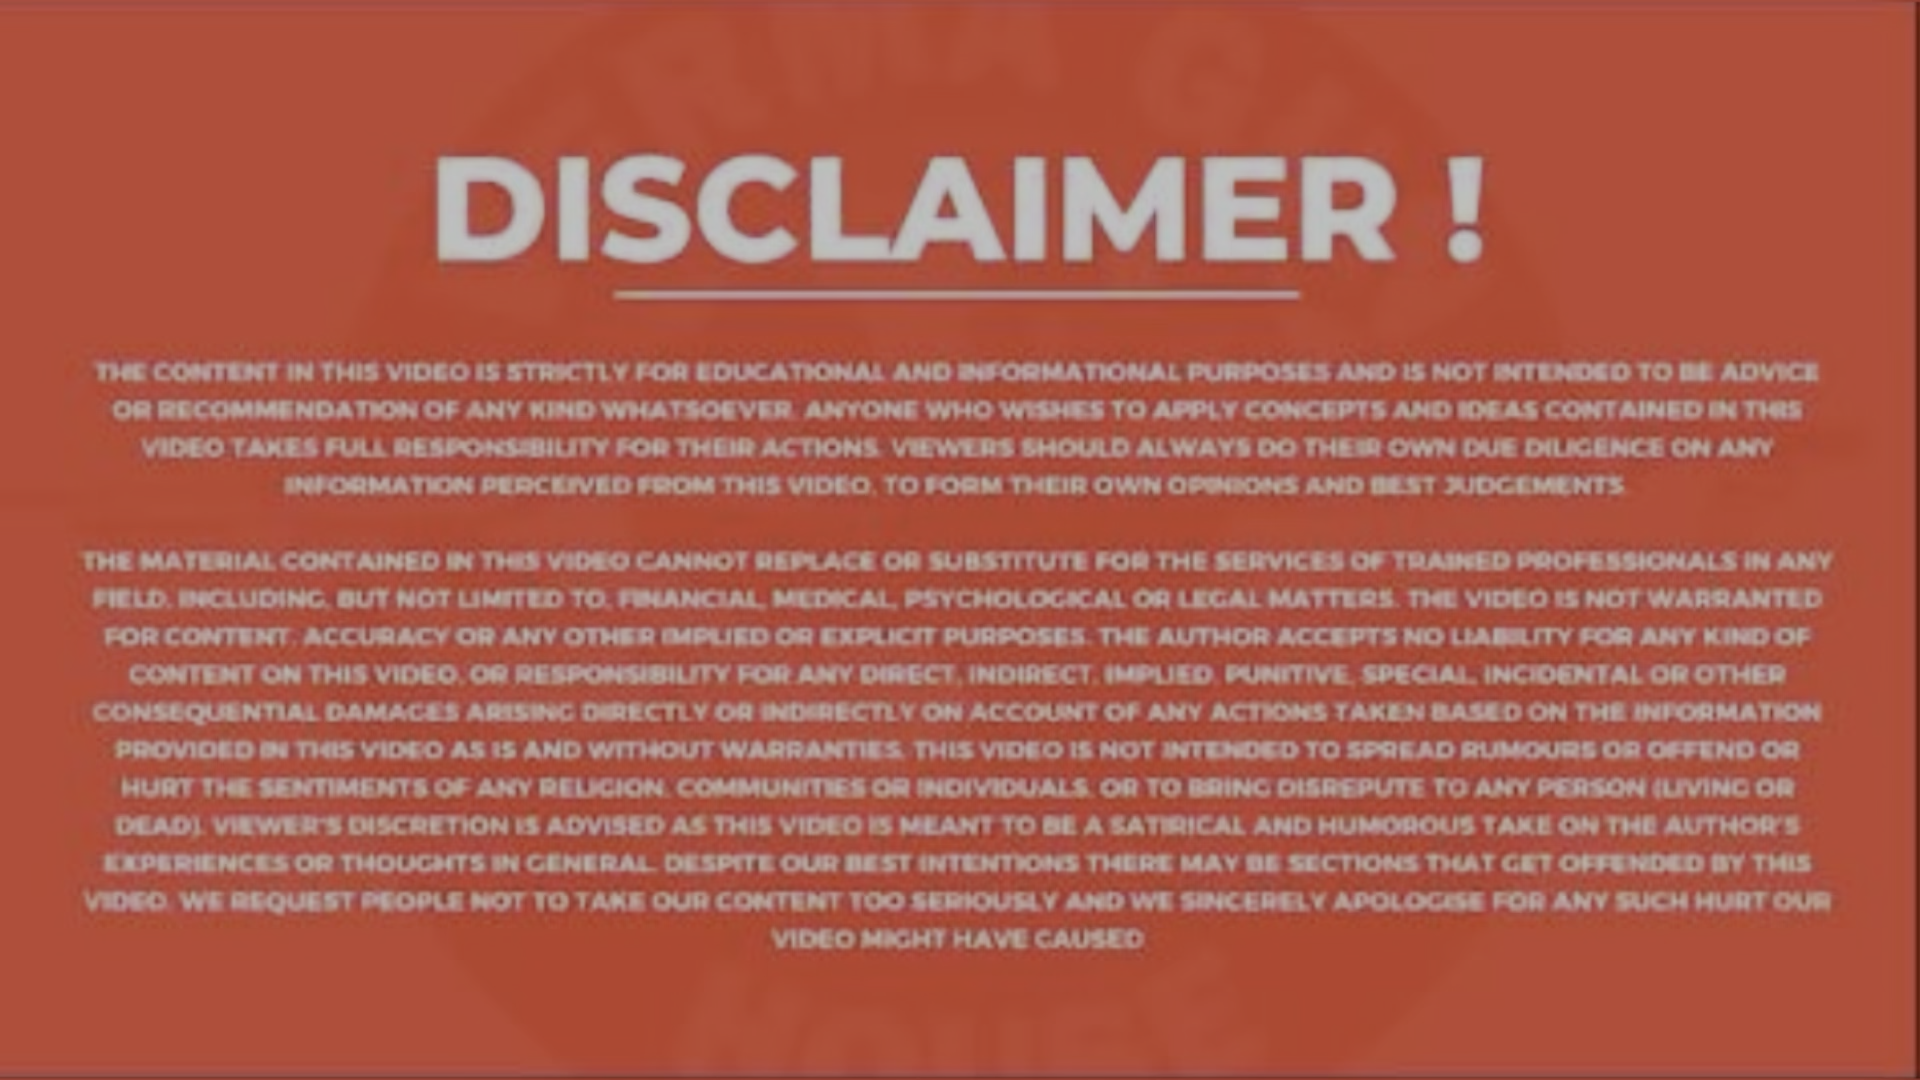 DISCLAIMER !
THE CONTENT IN THIS VIDEO IS STRICTLY FOR EDUCATIONAL AND INFORMATIONAL PURPOSES AND IS NOT INTENDED TO BE ADVICE
OR RECOMMENDATION OF ANY KIND WHATSOEVER. ANYONE WHO WISHES TO APPLY CONCEPTS AND IDEAS CONTAINED IN THIS
VIDEO TAKES FULL RESPONSIBILITY FOR THEIR ACTIONS. VIEWERS SHOULD ALWAYS DO THEIR OWN DUE DILIGENCE ON ANY
INFORMATION PERCEIVED FROM THIS VIDEO, TO FORM THEIR OWN OPINIONS AND BEST JUDGEMENTS.
THE MATERIAL CONTAINED IN THIS VIDEO CANNOT REPLACE OR SUBSTITUTE FOR THE SERVICES OF TRAINED PROFESSIONALS IN ANY
FIELD, INCLUDING, BUT NOT LIMITED TO, FINANCIAL, MEDICAL, PSYCHOLOGICAL OR LEGAL MATTERS. THE VIDEO IS NOT WARRANTED
FOR CONTENT, ACCURACY OR ANY OTHER IMPLIED OR EXPLICIT PURPOSES. THE AUTHOR ACCEPTS NO LIABILITY FOR ANY KIND OF
CONTENT ON THIS VIDEO, OR RESPONSIBILITY FOR ANY DIRECT, INDIRECT, IMPLIED, PUNITIVE, SPECIAL, INCIDENTAL OR OTHER
CONSEQUENTIAL DAMAGES ARISING DIRECTLY OR INDIRECTLY ON ACCOUNT OF ANY ACTIONS TAKEN BASED ON THE INFORMATION
PROVIDED IN THIS VIDEO AS IS AND WITHOUT WARRANTIES. THIS VIDEO IS NOT INTENDED TO SPREAD RUMOURS OR OFFEND OR
HURT THE SENTIMENTS OF ANY RELIGION, COMMUNITIES OR INDIVIDUALS, OR TO BRING DISREPUTE TO ANY PERSON (LIVING OR
DEAD). VIEWER'S DISCRETION IS ADVISED AS THIS VIDEO IS MEANT TO BE A SATIRICAL AND HUMOROUS TAKE ON THE AUTHOR'S
EXPERIENCES OR THOUGHTS IN GENERAL. DESPITE OUR BEST INTENTIONS THERE MAY BE SECTIONS THAT GET OFFENDED BY THIS
VIDEO. WE REQUEST PEOPLE NOT TO TAKE OUR CONTENT TOO SERIOUSLY AND WE SINCERELY APOLOGISE FOR ANY SUCH HURT OUR
VIDEO MIGHT HAVE CAUSED.
HOUSE